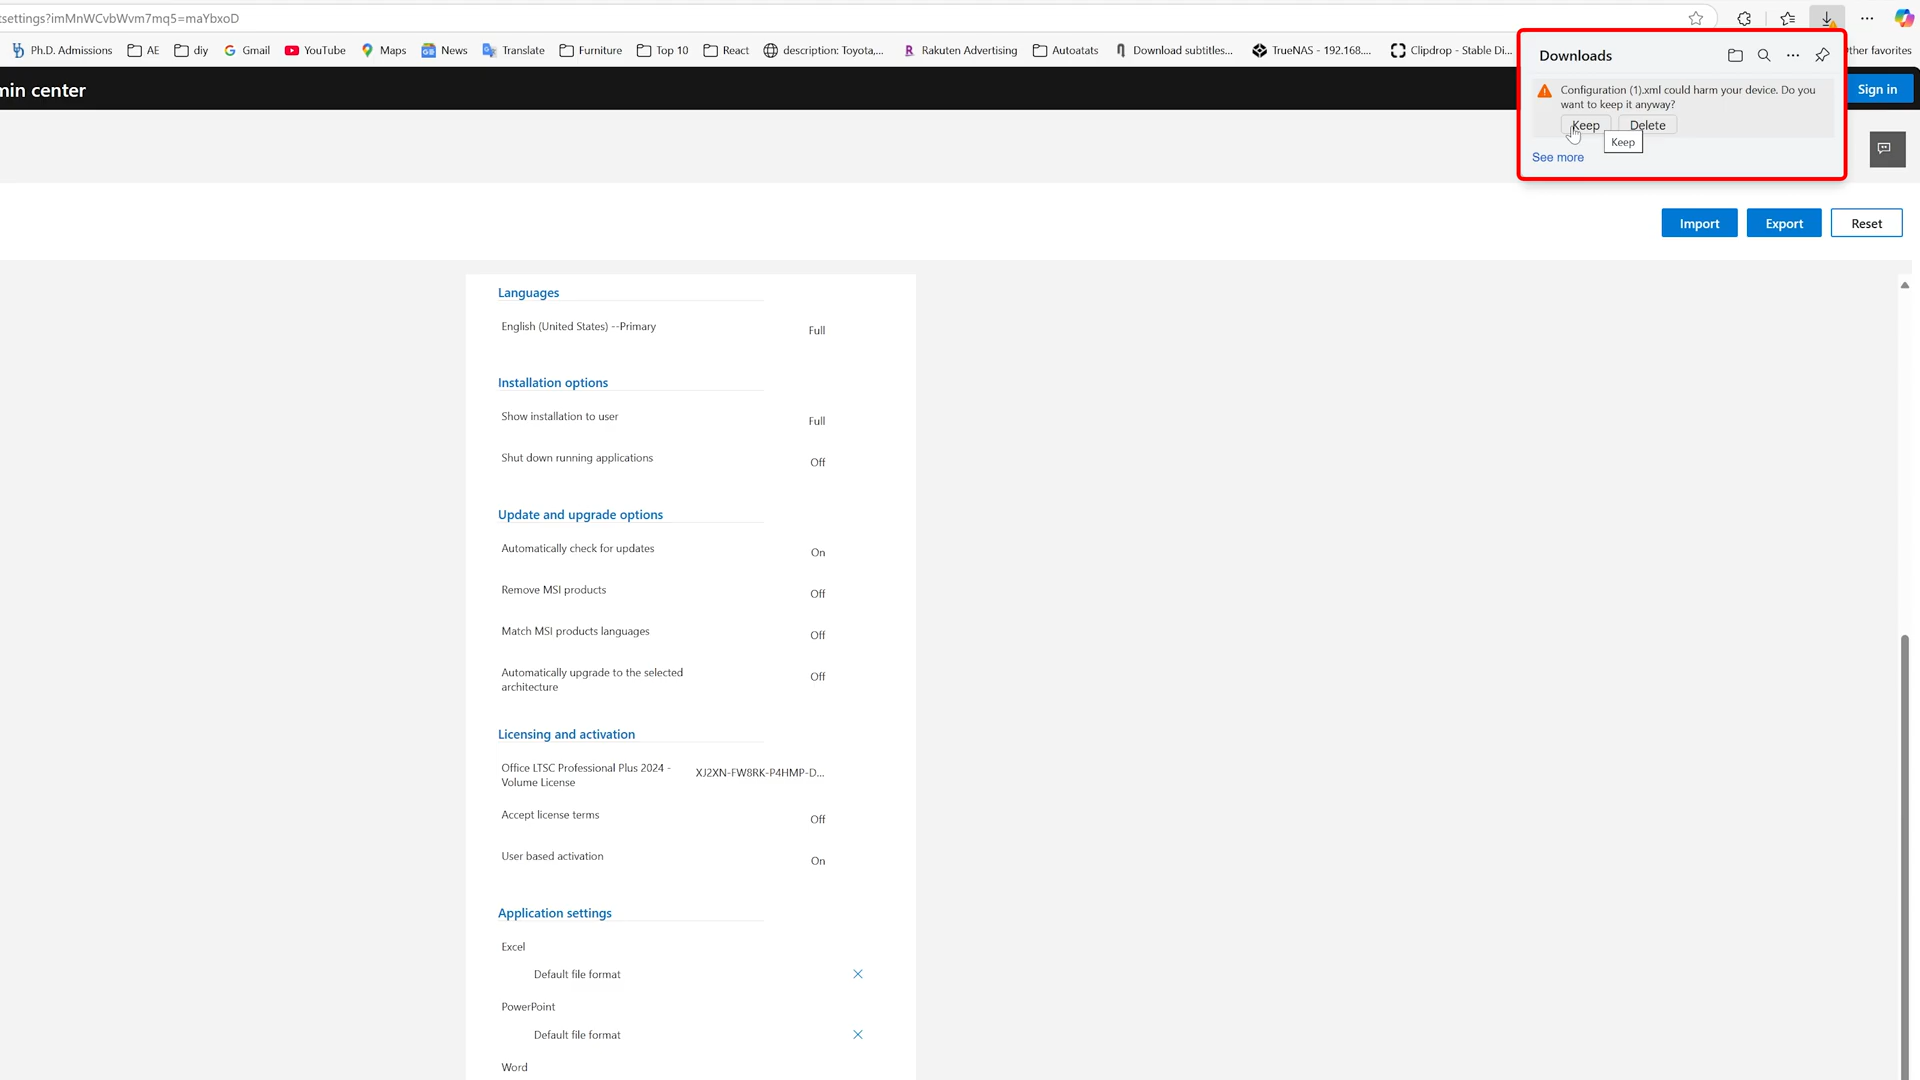 :settings?imMnWCvbWvm7mq5=maYbxoD
Ph.D. Admissions AE diy Gmail YouTube Maps News Translate Furniture Top 10 React description: Toyota,... Rakuten Advertising Autoatats Download subtitles... TrueNAS - 192.168.... Clipdrop - Stable Di... ther favorites
Downloads
min center
Sign in
Configuration (1).xml could harm your device. Do you
want to keep it anyway?
Keep Delete
Keep
See more
Import Export Reset
Languages
English (United States) --Primary Full
Installation options
Show installation to user Full
Shut down running applications Off
Update and upgrade options
Automatically check for updates On
Remove MSI products Off
Match MSI products languages Off
Automatically upgrade to the selected
architecture Off
Licensing and activation
Office LTSC Professional Plus 2024 -
Volume License XJ2XN-FW8RK-P4HMP-D...
Accept license terms Off
User based activation On
Application settings
Excel
Default file format
PowerPoint
Default file format
Word